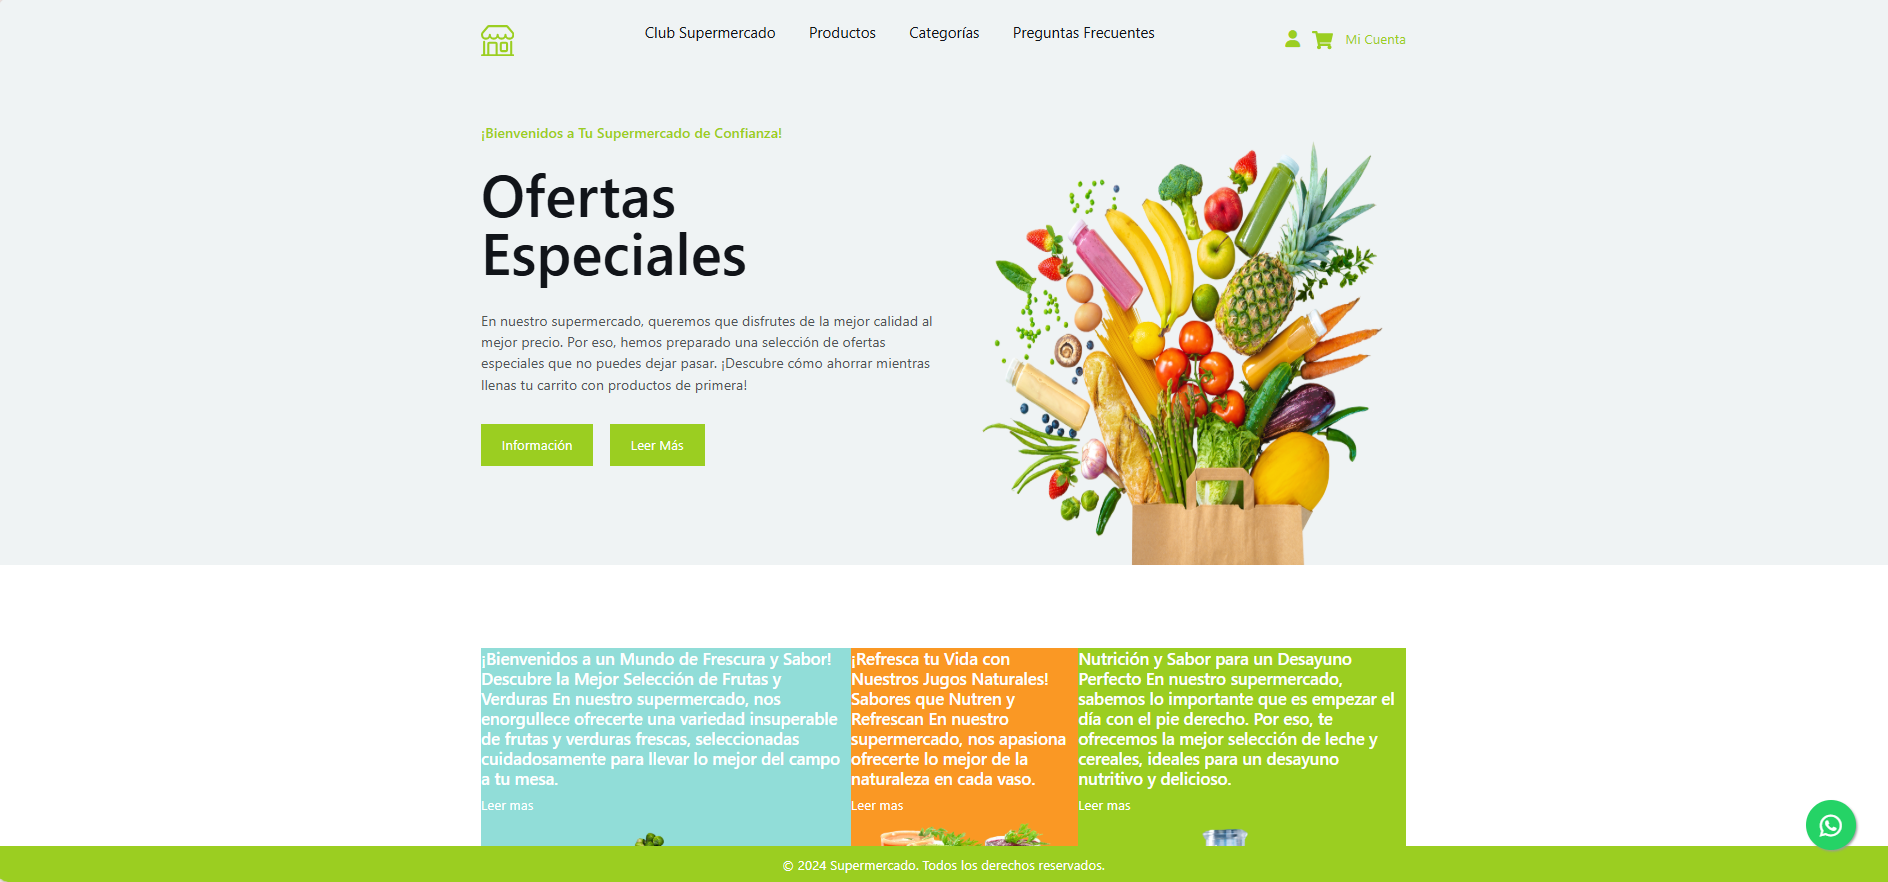 Club Supermercado Productos Categorías Preguntas Frecuentes Mi Cuenta
¡Bienvenidos a Tu Supermercado de Confianza!
Ofertas
Especiales
En nuestro supermercado, queremos que disfrutes de la mejor calidad al
mejor precio. Por eso, hemos preparado una selección de ofertas
especiales que no puedes dejar pasar. ¡Descubre cómo ahorrar mientras
llenas tu carrito con productos de primera!
Información Leer Más
¡Bienvenidos a un Mundo de Frescura y Sabor!
Descubre la Mejor Selección de Frutas y
Verduras En nuestro supermercado, nos
enorgullece ofrecerte una variedad insuperable
de frutas y verduras frescas, seleccionadas
cuidadosamente para llevar lo mejor del campo
a tu mesa.
Leer mas
¡Refresca tu Vida con
Nuestros Jugos Naturales!
Sabores que Nutren y
Refrescan En nuestro
supermercado, nos apasiona
ofrecerte lo mejor de la
naturaleza en cada vaso.
Leer mas
Nutrición y Sabor para un Desayuno
Perfecto En nuestro supermercado,
sabemos lo importante que es empezar el
día con el pie derecho. Por eso, te
ofrecemos la mejor selección de leche y
cereales, ideales para un desayuno
nutritivo y delicioso.
Leer mas
© 2024 Supermercado. Todos los derechos reservados.